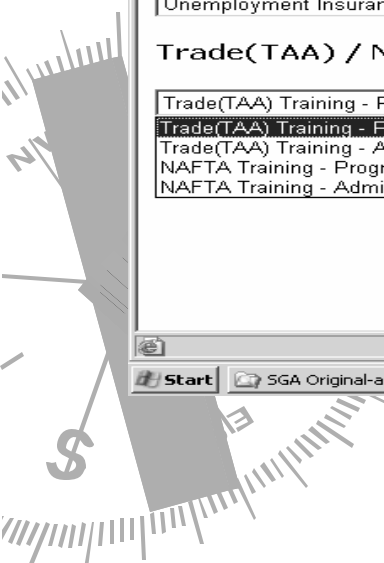 Unemployment Insuran
Trade(TAA) / N
Trade(TAA) Training - P
Trade(TAA) Training - P
Trade(TAA) Training - A
NAFTA Training - Progr
NAFTA Training - Admi
Start
SGA Original-a
NW
E
S